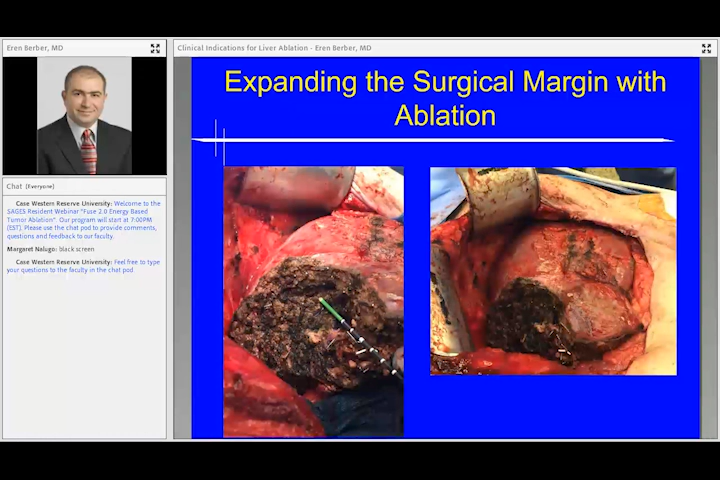 Eren Berber, MD
Clinical Indications for Liver Ablation - Eren Berber, MD
Expanding the Surgical Margin with
Ablation
Chat (Everyone)
Case Western Reserve University: Welcome to the
SAGES Resident Webinar "Fuse 2.0 Energy Based
Tumor Ablation". Our program will start at 7:00PM
(EST). Please use the chat pod to provide comments,
questions and feedback to our faculty.
Margaret Nalugo: black screen
Case Western Reserve University: Feel free to type
your questions to the faculty in the chat pod